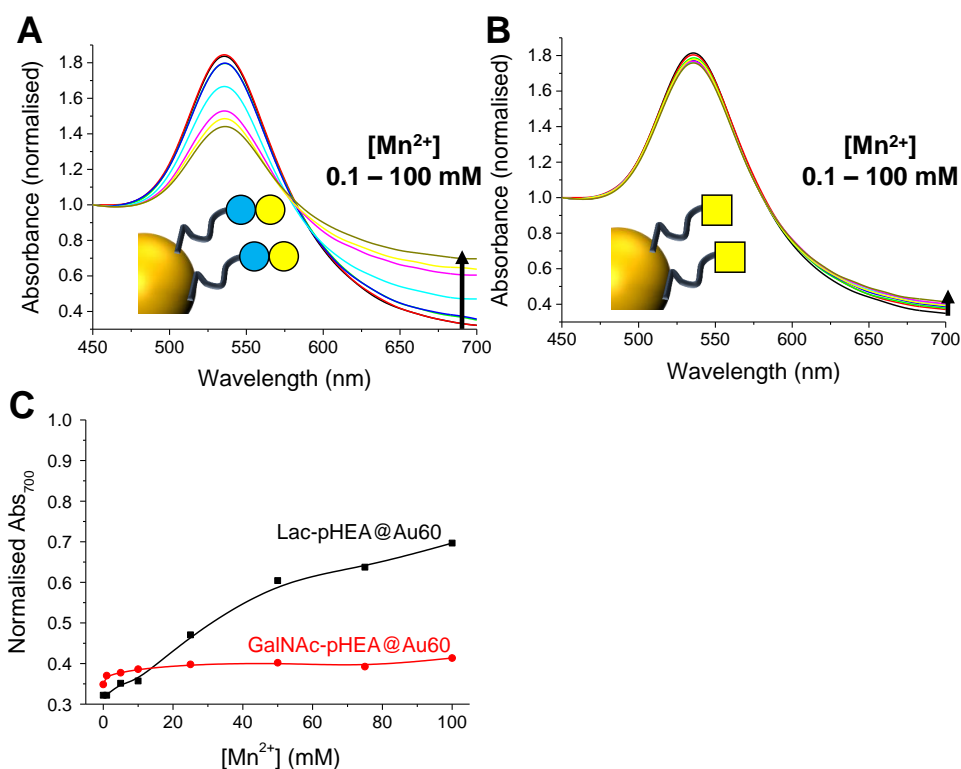 A
1.8
1.6
1.4
1.2
1.0
0.8
0.6
0.4
Absorbance (normalised)
[Mn²⁺]
0.1 – 100 mM
450 500 550 600 650 700
Wavelength (nm)
B
1.8
1.6
1.4
1.2
1.0
0.8
0.6
0.4
Absorbance (normalised)
[Mn²⁺]
0.1 – 100 mM
450 500 550 600 650 700
Wavelength (nm)
C
1.0
0.9
0.8
0.7
0.6
0.5
0.4
0.3
Normalised Abs₇₀₀
Lac-pHEA@Au60
GalNAc-pHEA@Au60
0 20 40 60 80 100
[Mn²⁺] (mM)